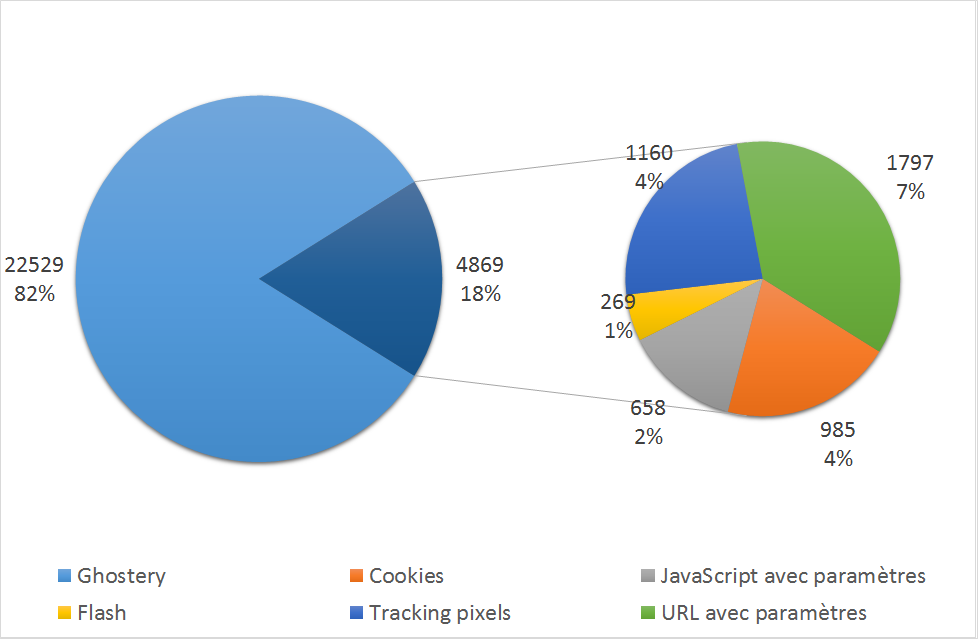 22529
82%
4869
18%
1160
4%
1797
7%
269
1%
658
2%
985
4%
Ghostery
Cookies
JavaScript avec paramètres
Flash
Tracking pixels
URL avec paramètres